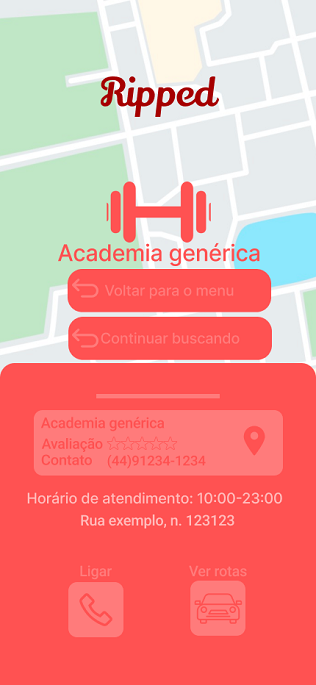 Ripped
Academia genérica
Voltar para o menu
Continuar buscando
Academia genérica
Avaliação
Contato (44)91234-1234
Horário de atendimento: 10:00-23:00
Rua exemplo, n. 123123
Ligar Ver rotas